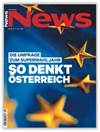 News
DIE UMFRAGE
ZUM SUPERWAHLJAHR
SO DENKT
ÖSTERREICH